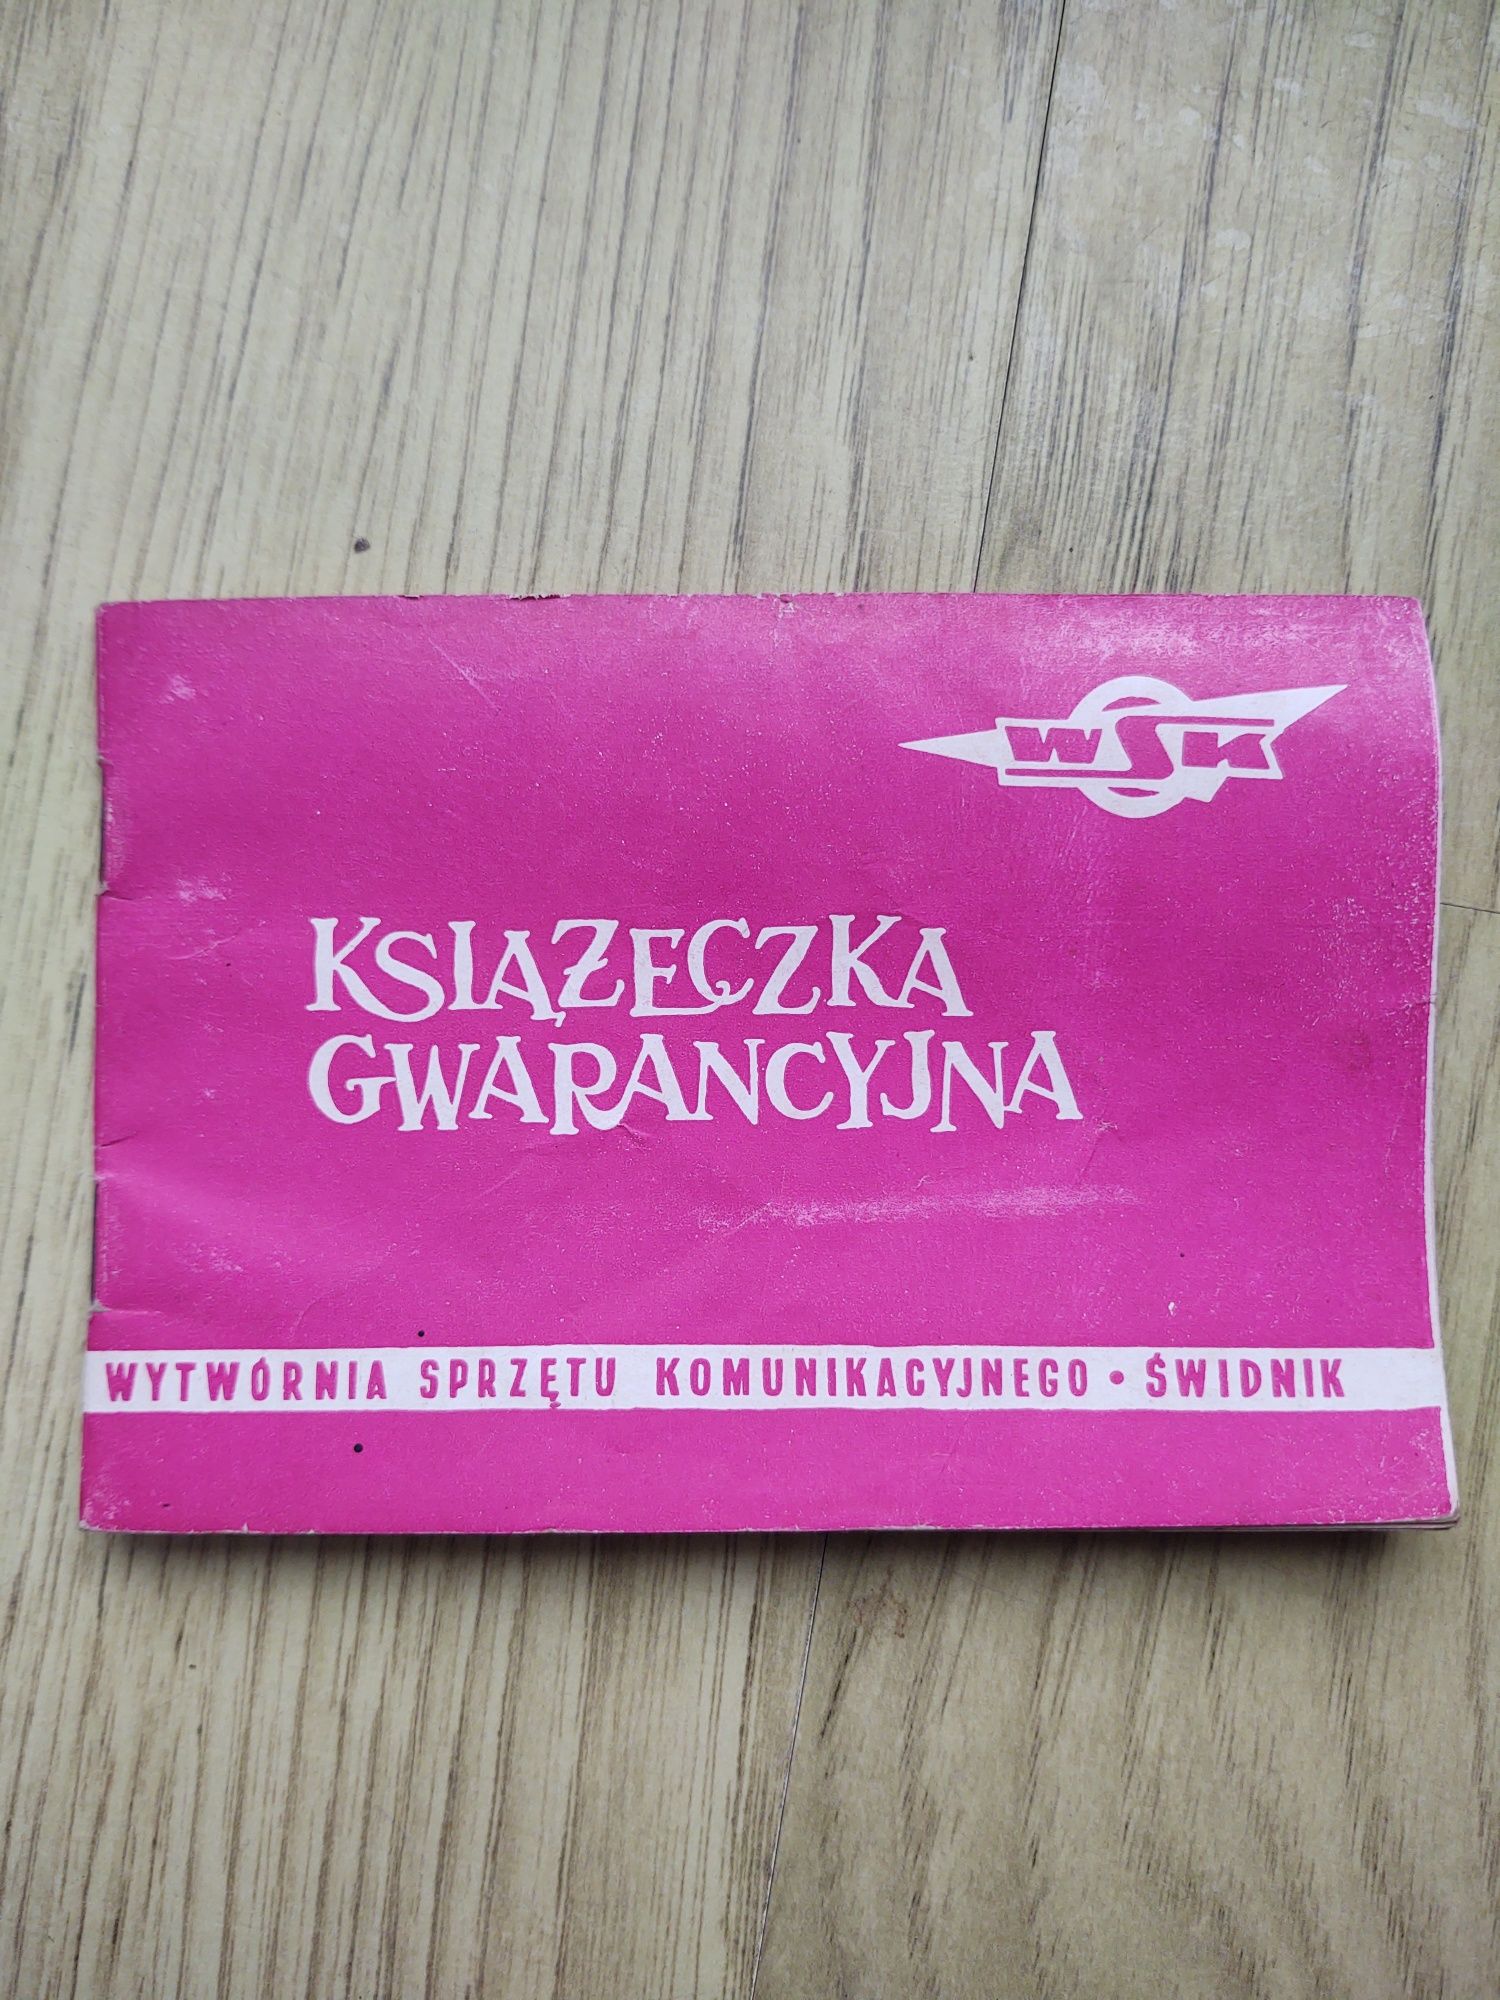 WSK
KSIĄŻECZKA
GWARANCYJNA
WYTWÓRNIA SPRZĘTU KOMUNIKACYJNEGO • ŚWIDNIK